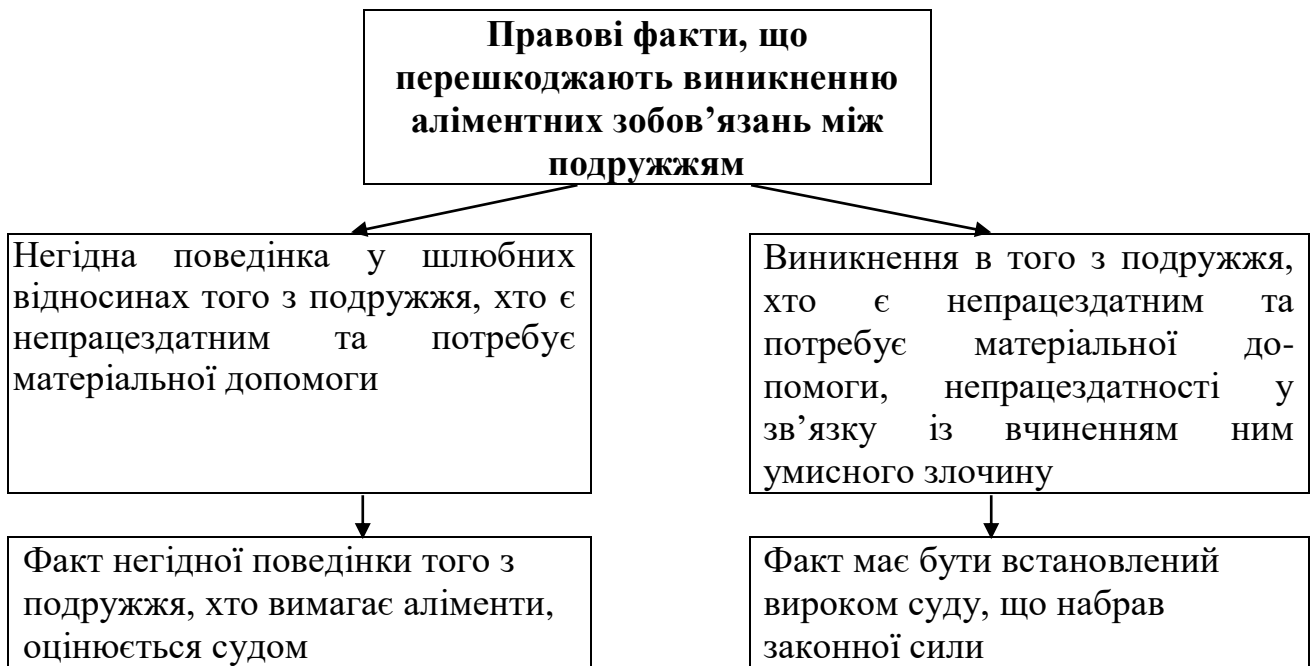 Правові факти, що
перешкоджають виникненню
аліментних зобов’язань між
подружжям
Негідна поведінка у шлюбних
відносинах того з подружжя, хто є
непрацездатним та потребує
матеріальної допомоги
Виникнення в того з подружжя,
хто є непрацездатним та
потребує матеріальної до-
помоги, непрацездатності у
зв’язку із вчиненням ним
умисного злочину
Факт негідної поведінки того з
подружжя, хто вимагає аліменти,
оцінюється судом
Факт має бути встановлений
вироком суду, що набрав
законної сили